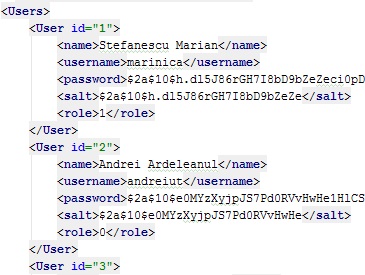 <Users>
<User id="1">
<name>Stefanescu Marian</name>
<username>marinica</username>
<password>$2a$10$h.dl5J86rGH7I8bD9bZeZeci0pD
<salt>$2a$10$h.dl5J86rGH7I8bD9bZeZe</salt>
<role>1</role>
</User>
<User id="2">
<name>Andrei Ardeleanul</name>
<username>andreiut</username>
<password>$2a$10$e0MYzXyjpJS7Pd0RVvHwHe1HlCS
<salt>$2a$10$e0MYzXyjpJS7Pd0RVvHwHe</salt>
<role>0</role>
</User>
<User id="3">